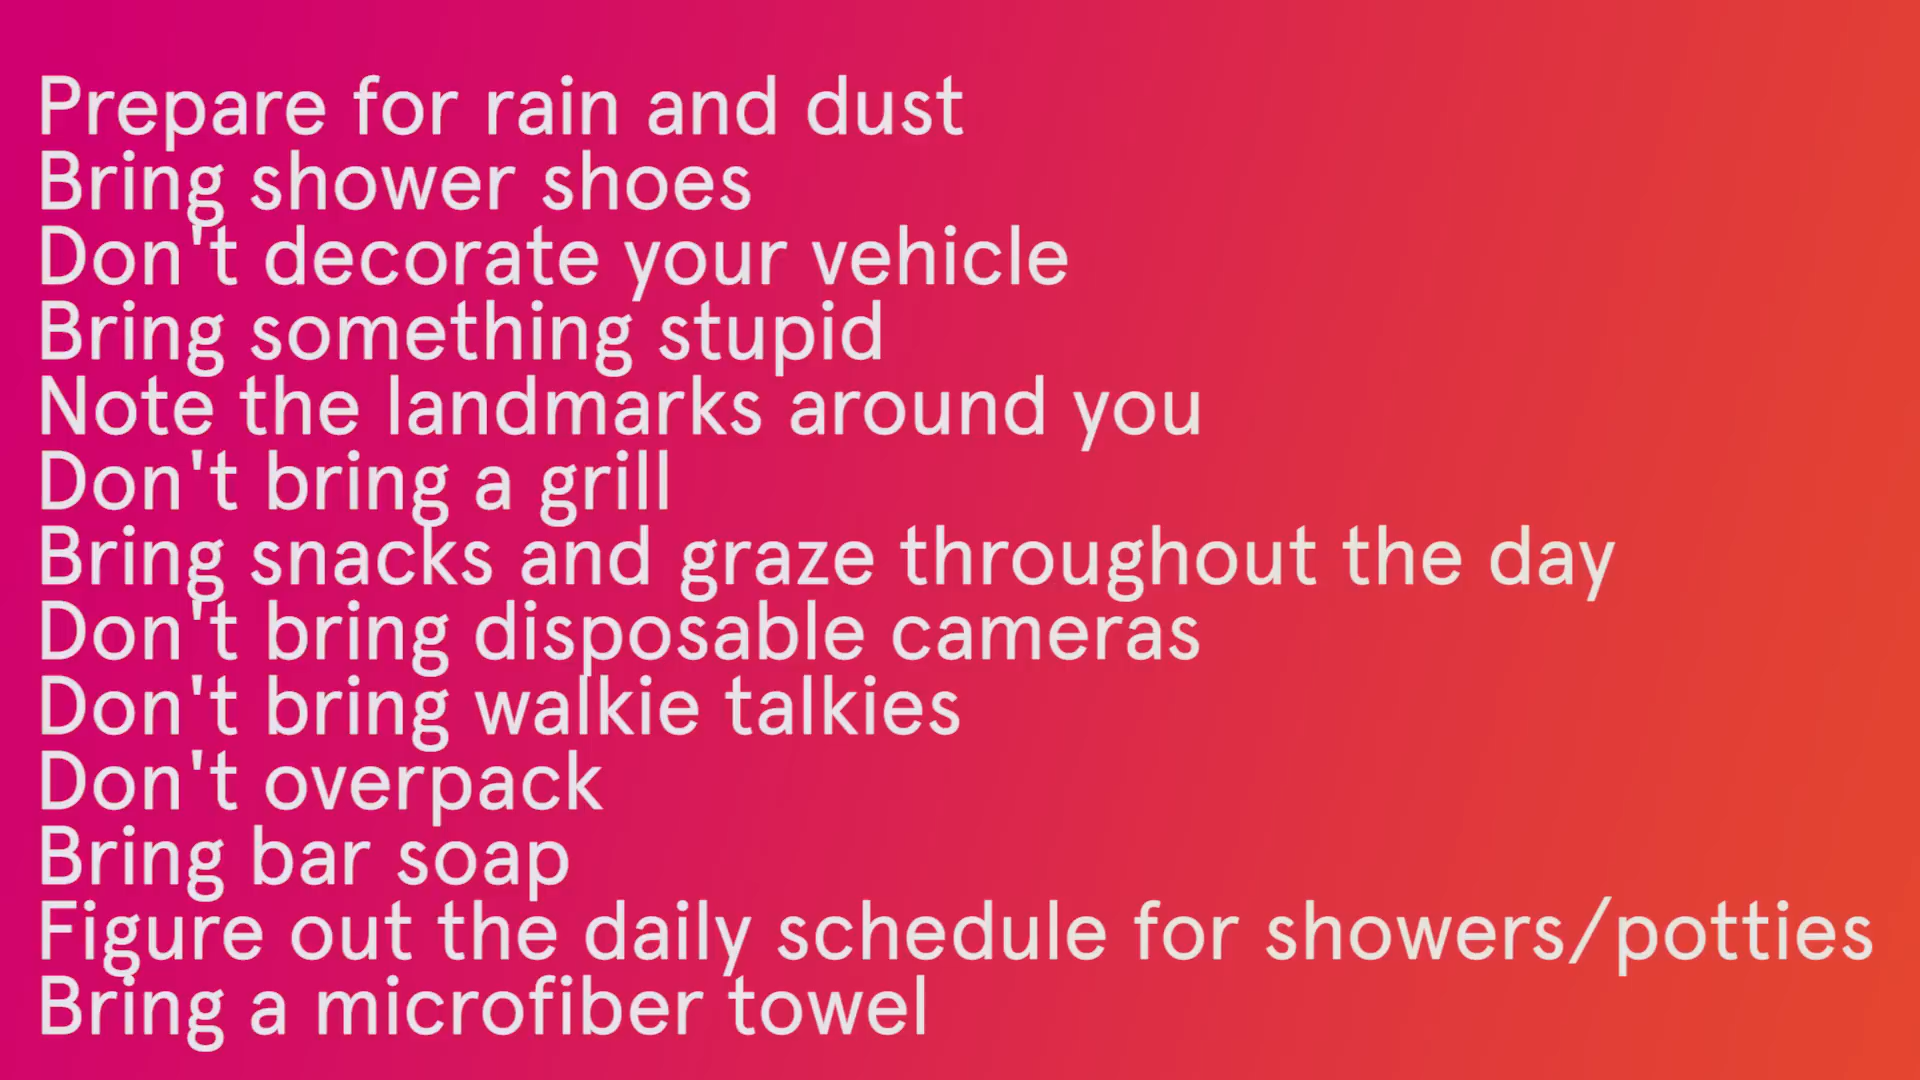 Prepare for rain and dust
Bring shower shoes
Don't decorate your vehicle
Bring something stupid
Note the landmarks around you
Don't bring a grill
Bring snacks and graze throughout the day
Don't bring disposable cameras
Don't bring walkie talkies
Don't overpack
Bring bar soap
Figure out the daily schedule for showers/potties
Bring a microfiber towel